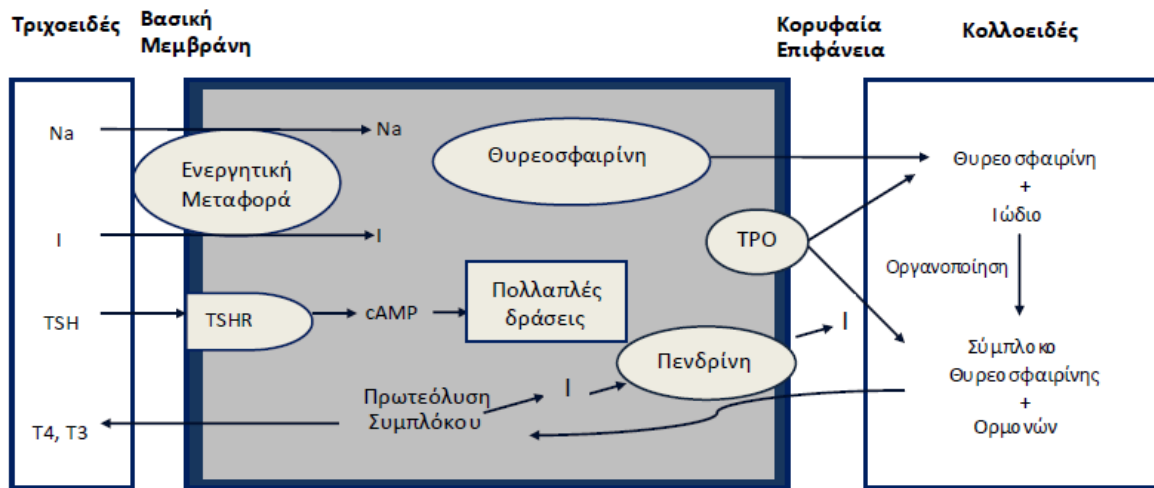 Τριχοειδές
Βασική
Μεμβράνη
Κορυφαία
Επιφάνεια
Κολλοειδές
Na
Na
Ενεργητική
Μεταφορά
I
I
TSH
TSHR
cAMP
Πολλαπλές
δράσεις
Θυρεοσφαιρίνη
TPO
Πενδρίνη
I
I
Πρωτεόλυση
Συμπλόκου
T4, T3
Θυρεοσφαιρίνη
+
Ιώδιο
Οργανοποίηση
Σύμπλοκο
Θυρεοσφαιρίνης
+
Ορμονών